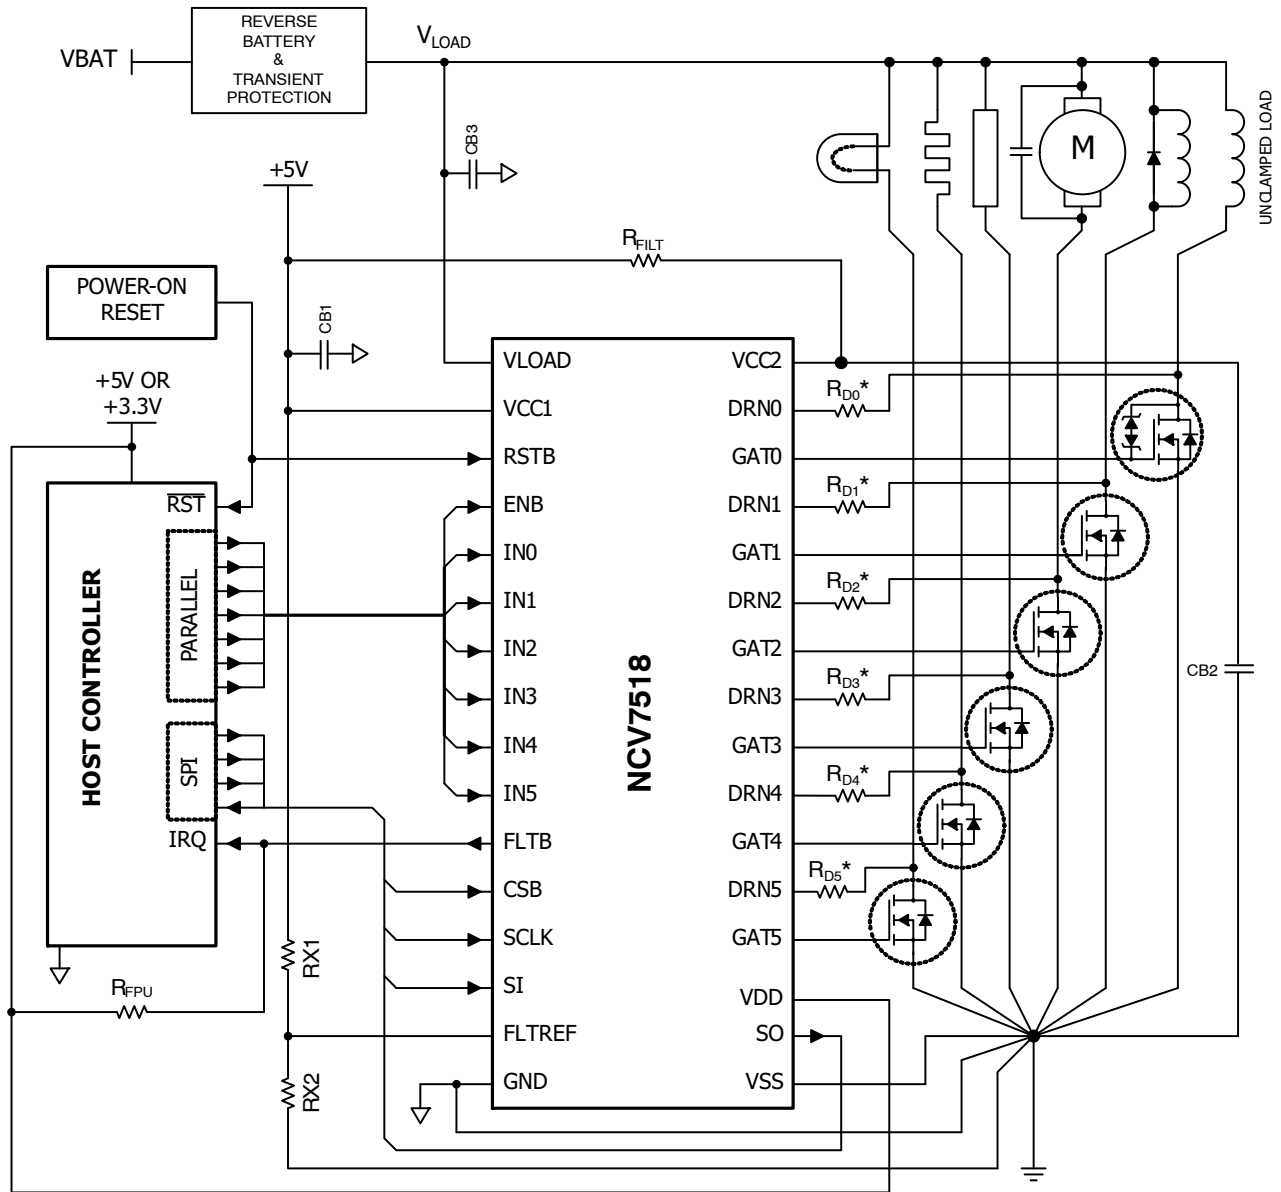 REVERSE
BATTERY
&
TRANSIENT
PROTECTION
VBAT
VLOAD
CB3
+5V
M
UNCLAMPED LOAD
RFILT
POWER-ON
RESET
CB1
+5V OR
+3.3V
HOST CONTROLLER
RST
PARALLEL
SPI
IRQ
RFPU
RX1
RX2
NCV7518
VLOAD
VCC1
RSTB
ENB
IN0
IN1
IN2
IN3
IN4
IN5
FLTB
CSB
SCLK
SI
FLTREF
GND
VCC2
DRN0
GAT0
DRN1
GAT1
DRN2
GAT2
DRN3
GAT3
DRN4
GAT4
DRN5
GAT5
VDD
SO
VSS
RD0*
RD1*
RD2*
RD3*
RD4*
RD5*
CB2